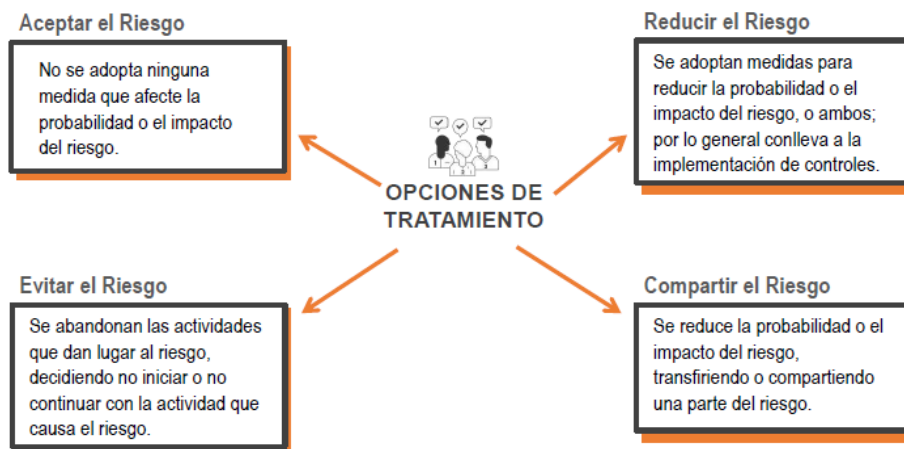 Aceptar el Riesgo
No se adopta ninguna
medida que afecte la
probabilidad o el impacto
del riesgo.
Reducir el Riesgo
Se adoptan medidas para
reducir la probabilidad o el
impacto del riesgo, o ambos;
por lo general conlleva a la
implementación de controles.
OPCIONES DE
TRATAMIENTO
Evitar el Riesgo
Se abandonan las actividades
que dan lugar al riesgo,
decidiendo no iniciar o no
continuar con la actividad que
causa el riesgo.
Compartir el Riesgo
Se reduce la probabilidad o el
impacto del riesgo,
transfiriendo o compartiendo
una parte del riesgo.